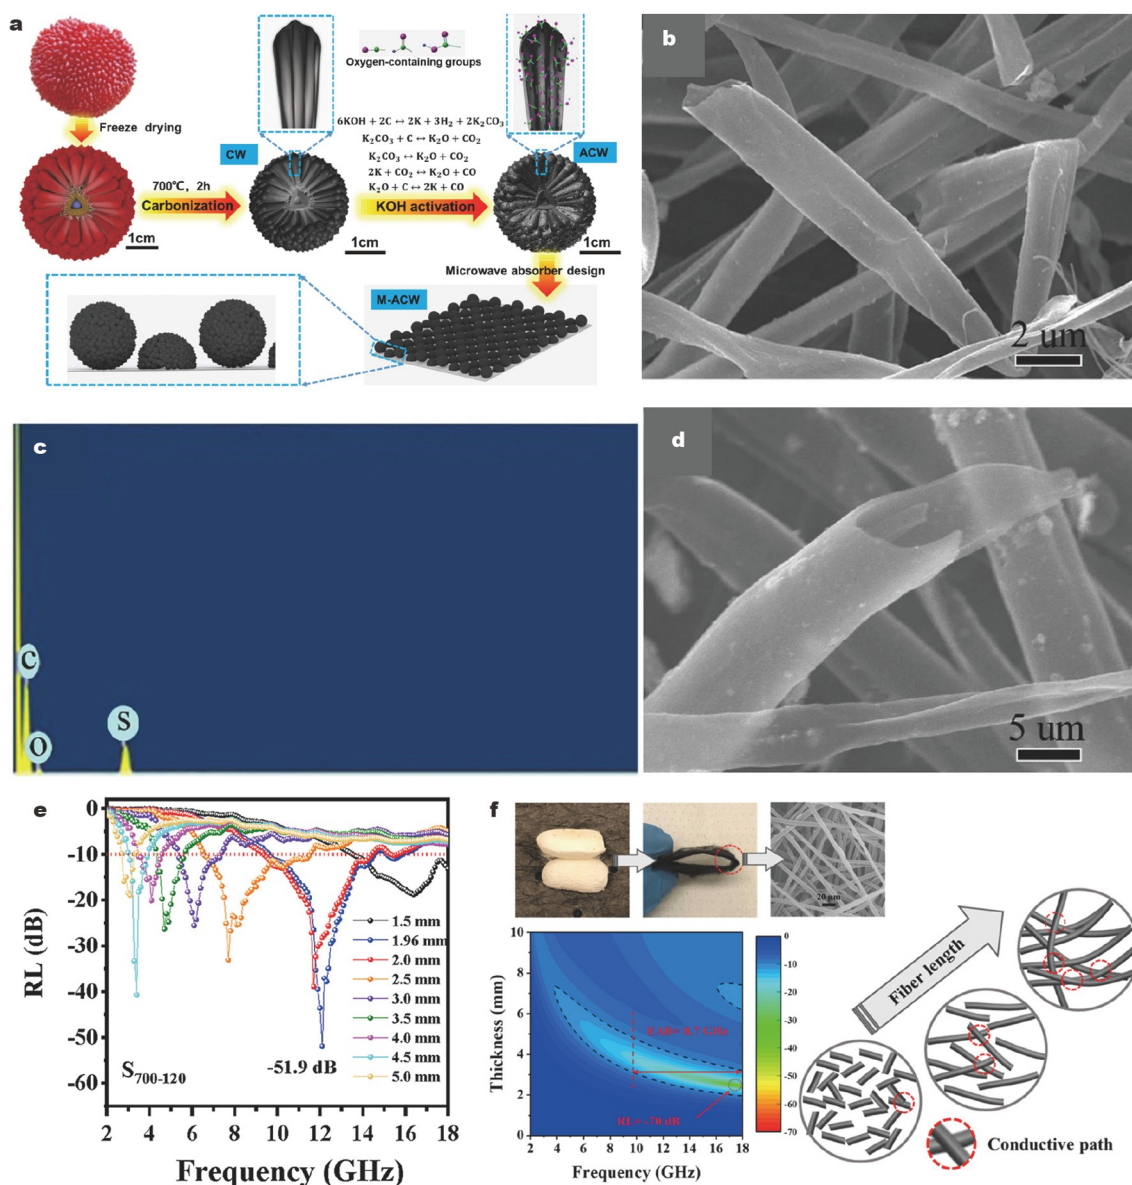 a
Freeze drying
700℃, 2h
Carbonization
1cm
CW
Oxygen-containing groups
6KOH + 2C ↔ 2K + 3H₂ + 2K₂CO₃
K₂CO₃ + C ↔ K₂O + CO₂
K₂CO₃ ↔ K₂O + CO₂
2K + CO₂ ↔ K₂O + CO
K₂O + C ↔ 2K + CO
KOH activation
1cm
ACW
1cm
Microwave absorber design
M-ACW
b
2 um
c
C
O
S
d
5 um
e
0
-10
-20
-30
-40
-50
-60
RL (dB)
1.5 mm
1.96 mm
2.0 mm
2.5 mm
3.0 mm
3.5 mm
4.0 mm
4.5 mm
5.0 mm
S700-120
-51.9 dB
2 4 6 8 10 12 14 16 18
Frequency (GHz)
f
20 μm
10
8
6
4
2
0
Thickness (mm)
EAB= 8.7 GHz
RL= -70 dB
2 4 6 8 10 12 14 16 18
Frequency (GHz)
0
-10
-20
-30
-40
-50
-60
-70
Fiber length
Conductive path